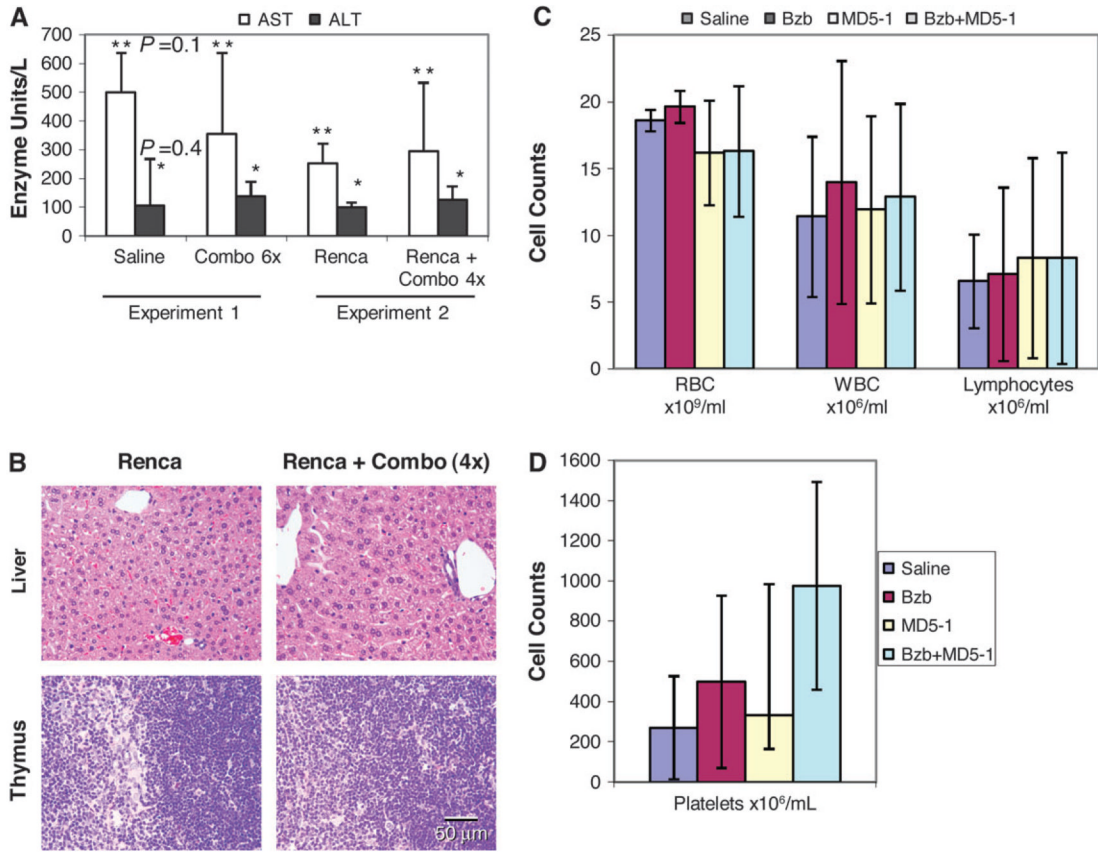 A
AST ALT
Enzyme Units/L
700
600
500
400
300
200
100
0
** P=0.1 **
**
**
P=0.4
*
*
*
*
Saline Combo 6x Renca Renca +
Combo 4x
Experiment 1 Experiment 2
B
Renca Renca + Combo (4x)
Liver
Thymus
50 µm
C
Saline Bzb MD5-1 Bzb+MD5-1
Cell Counts
25
20
15
10
5
0
RBC WBC Lymphocytes
x10⁹/ml x10⁶/ml x10⁶/ml
D
Cell Counts
1600
1400
1200
1000
800
600
400
200
0
Platelets x10⁶/mL
Saline
Bzb
MD5-1
Bzb+MD5-1